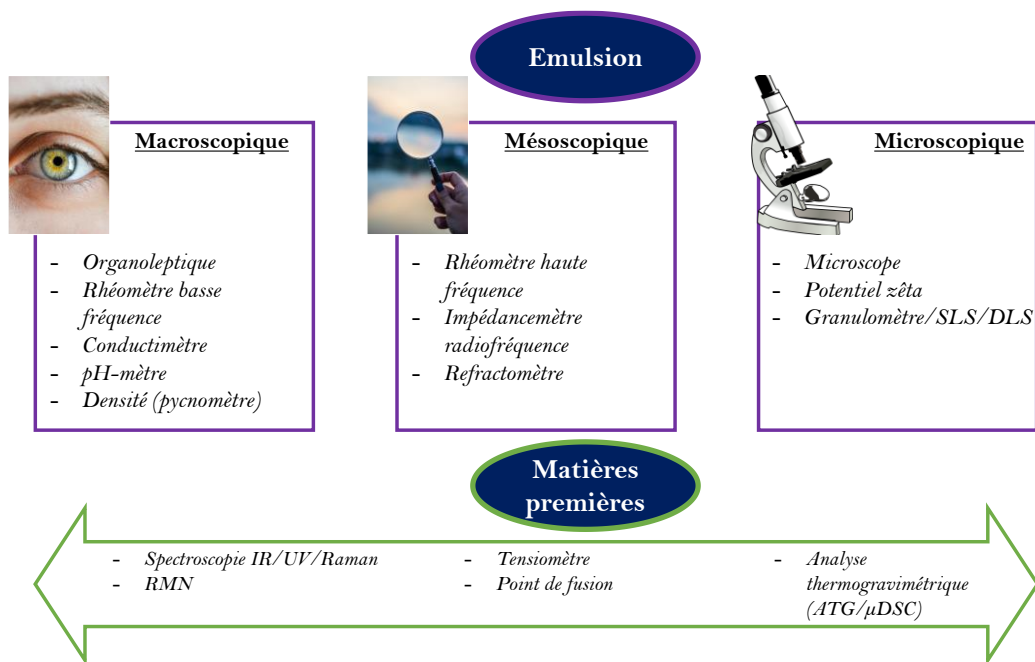 Emulsion
Macroscopique
- Organoleptique
- Rhéomètre basse
fréquence
- Conductimètre
- pH-mètre
- Densité (pycnomètre)
Mésoscopique
- Rhéomètre haute
fréquence
- Impédancemètre
radiofréquence
- Refractomètre
Microscopique
- Microscope
- Potentiel zêta
- Granulomètre/SLS/DLS
Matières
premières
- Spectroscopie IR/UV/Raman
- RMN
- Tensiomètre
- Point de fusion
- Analyse
thermogravimétrique
(ATG/µDSC)